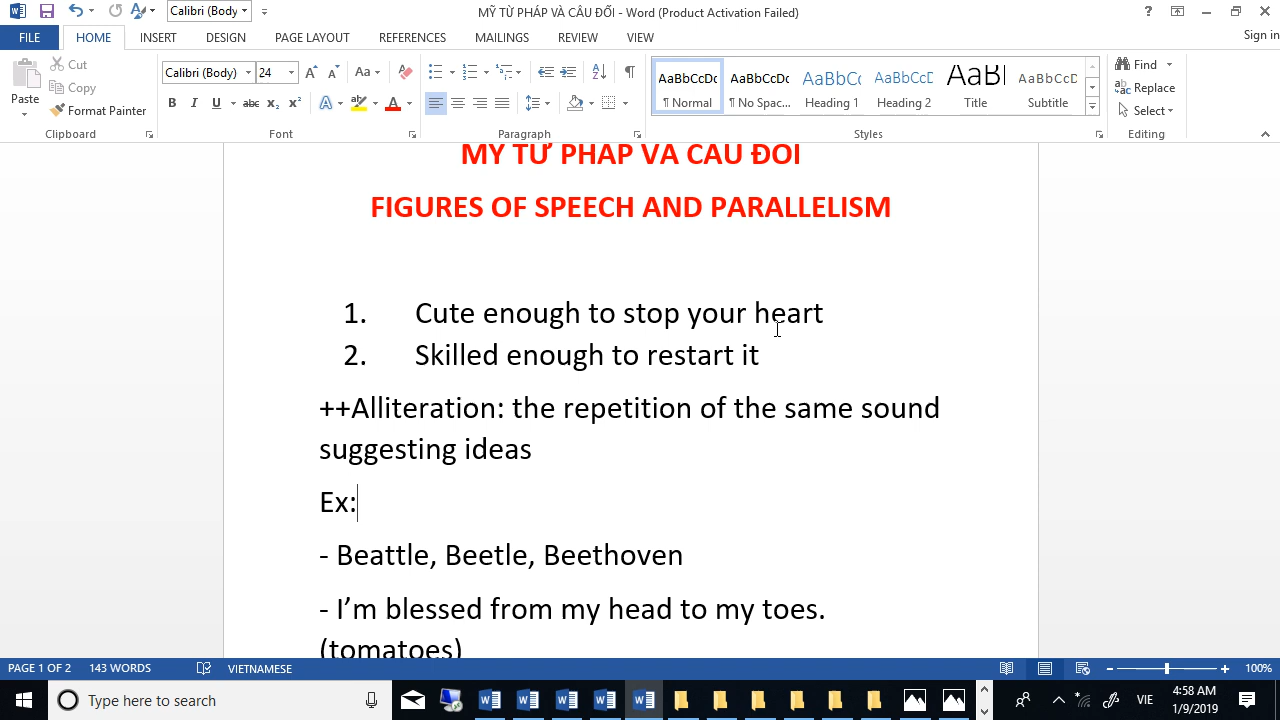 Calibri (Body)
MỸ TỪ PHÁP VÀ CÂU ĐỐI - Word (Product Activation Failed)
FILE HOME INSERT DESIGN PAGE LAYOUT REFERENCES MAILINGS REVIEW VIEW Sign in
Paste
Cut
Copy
Format Painter
Clipboard
Calibri (Body) 24
Font
Paragraph
AaBbCcDc AaBbCcDc AaBbCc AaBbCcD AaBl AaBbCcD
¶ Normal ¶ No Spac... Heading 1 Heading 2 Title Subtitle
Styles
Find
Replace
Select
Editing
MỸ TỪ PHÁP VÀ CÂU ĐỐI
FIGURES OF SPEECH AND PARALLELISM
1. Cute enough to stop your heart
2. Skilled enough to restart it
++Alliteration: the repetition of the same sound
suggesting ideas
Ex:
- Beattle, Beetle, Beethoven
- I’m blessed from my head to my toes.
(tomatoes)
PAGE 1 OF 2 143 WORDS VIETNAMESE 100%
Type here to search
VIE
4:58 AM
1/9/2019